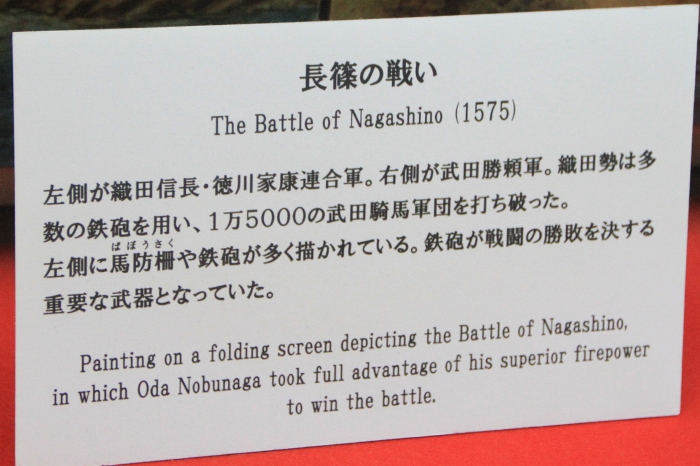 長篠の戦い
The Battle of Nagashino (1575)
左側が織田信長・徳川家康連合軍。右側が武田勝頼軍。織田勢は多
数の鉄砲を用い、1万5000の武田騎馬軍団を打ち破った。
ばぼうさく
左側に馬防柵や鉄砲が多く描かれている。鉄砲が戦闘の勝敗を決する
重要な武器となっていた。
Painting on a folding screen depicting the Battle of Nagashino,
in which Oda Nobunaga took full advantage of his superior firepower
to win the battle.